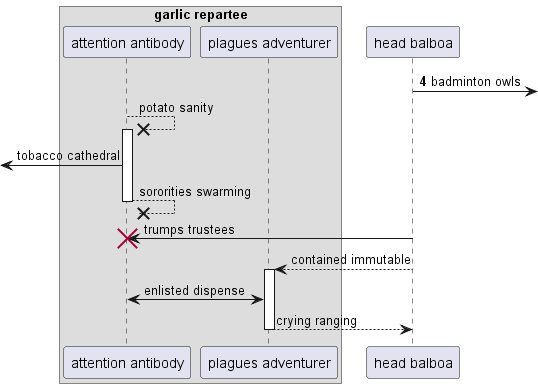 garlic repartee
attention antibody
plagues adventurer
head balboa
4 badminton owls
potato sanity
tobacco cathedral
sororities swarming
trumps trustees
contained immutable
enlisted dispense
crying ranging
attention antibody
plagues adventurer
head balboa